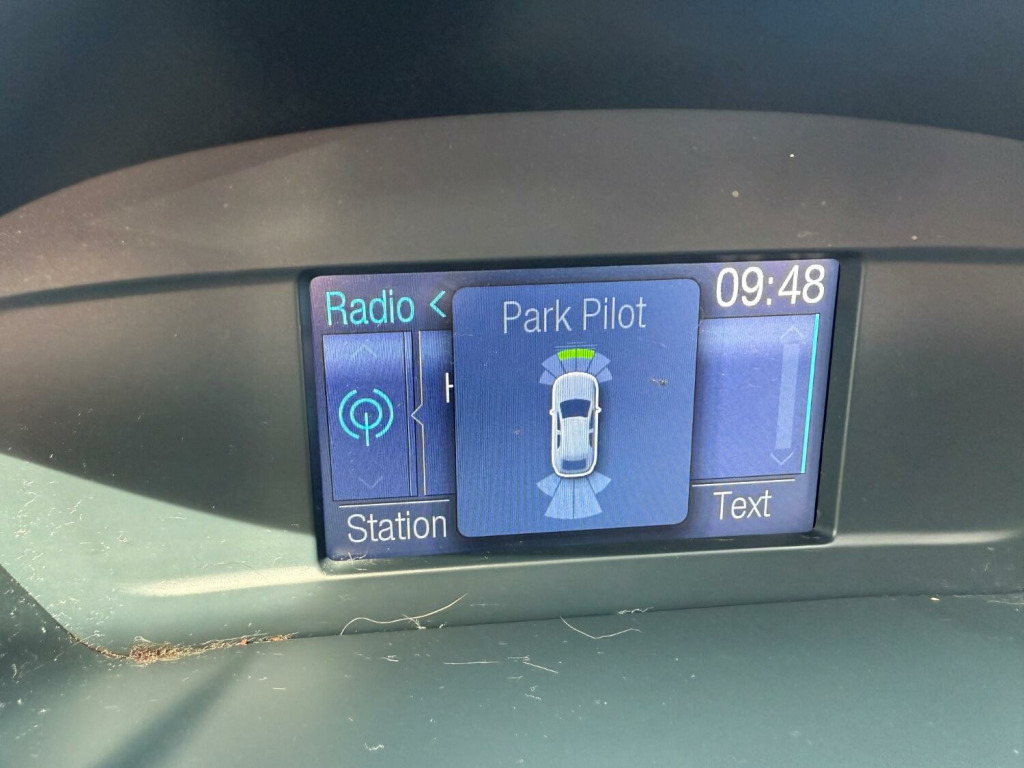 Radio <
09:48
Park Pilot
H
Station
Text